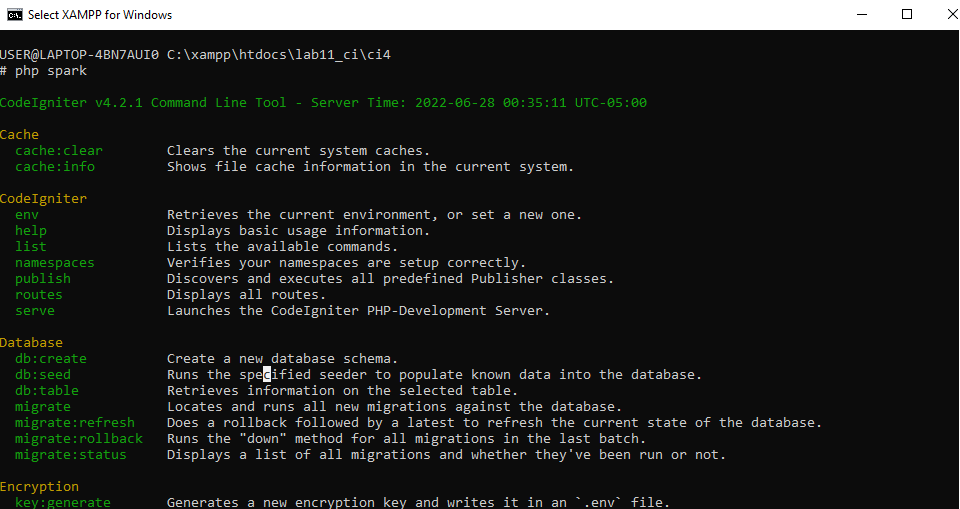 Select XAMPP for Windows
USER@LAPTOP-4BN7AUI0 C:\xampp\htdocs\lab11_ci\ci4
# php spark
CodeIgniter v4.2.1 Command Line Tool - Server Time: 2022-06-28 00:35:11 UTC-05:00
Cache
cache:clear Clears the current system caches.
cache:info Shows file cache information in the current system.
CodeIgniter
env Retrieves the current environment, or set a new one.
help Displays basic usage information.
list Lists the available commands.
namespaces Verifies your namespaces are setup correctly.
publish Discovers and executes all predefined Publisher classes.
routes Displays all routes.
serve Launches the CodeIgniter PHP-Development Server.
Database
db:create Create a new database schema.
db:seed Runs the specified seeder to populate known data into the database.
db:table Retrieves information on the selected table.
migrate Locates and runs all new migrations against the database.
migrate:refresh Does a rollback followed by a latest to refresh the current state of the database.
migrate:rollback Runs the "down" method for all migrations in the last batch.
migrate:status Displays a list of all migrations and whether they've been run or not.
Encryption
key:generate Generates a new encryption key and writes it in an `.env` file.